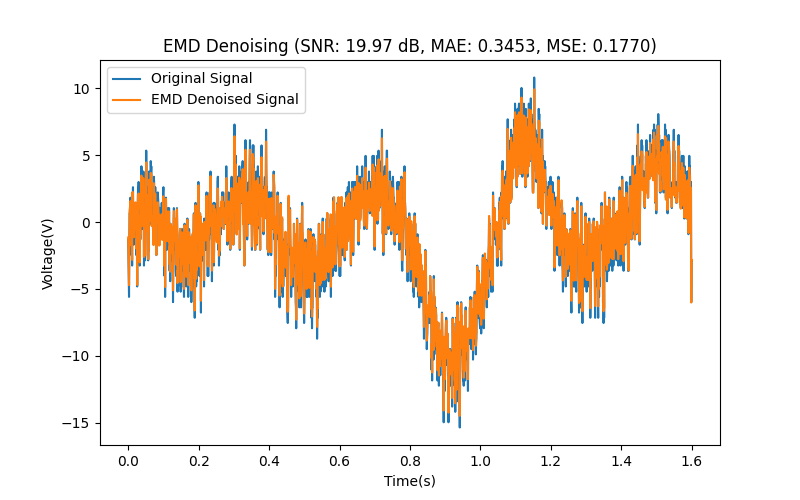 EMD Denoising (SNR: 19.97 dB, MAE: 0.3453, MSE: 0.1770)
Original Signal
EMD Denoised Signal
Voltage(V)
10
5
0
−5
−10
−15
0.0 0.2 0.4 0.6 0.8 1.0 1.2 1.4 1.6
Time(s)